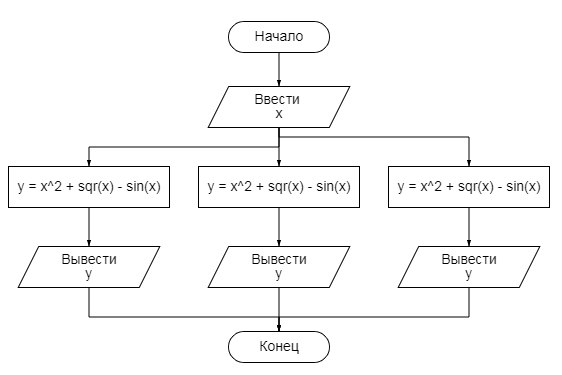 Начало
Ввести
x
y = x^2 + sqr(x) - sin(x)
y = x^2 + sqr(x) - sin(x)
y = x^2 + sqr(x) - sin(x)
Вывести
y
Вывести
y
Вывести
y
Конец